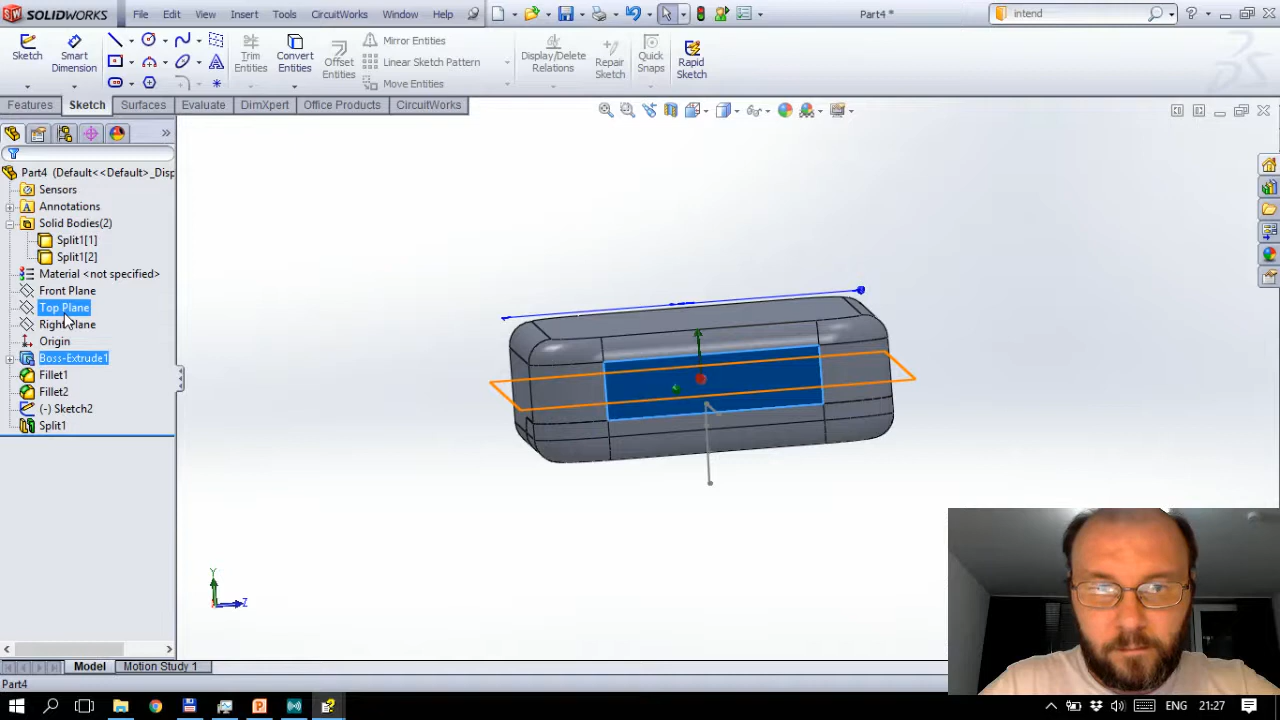 SOLIDWORKS File Edit View Insert Tools CircuitWorks Window Help Part4 * intend
Sketch Smart Dimension Trim Entities Convert Entities Offset Entities Mirror Entities Linear Sketch Pattern Move Entities Display/Delete Relations Repair Sketch Quick Snaps Rapid Sketch
Features Sketch Surfaces Evaluate DimXpert Office Products CircuitWorks
Part4 (Default<<Default>_Disp
Sensors
Annotations
Solid Bodies(2)
Split1[1]
Split1[2]
Material <not specified>
Front Plane
Top Plane
Right Plane
Origin
Boss-Extrude1
Fillet1
Fillet2
(-) Sketch2
Split1
Y
Z
Model Motion Study 1
Part4
ENG 21:27